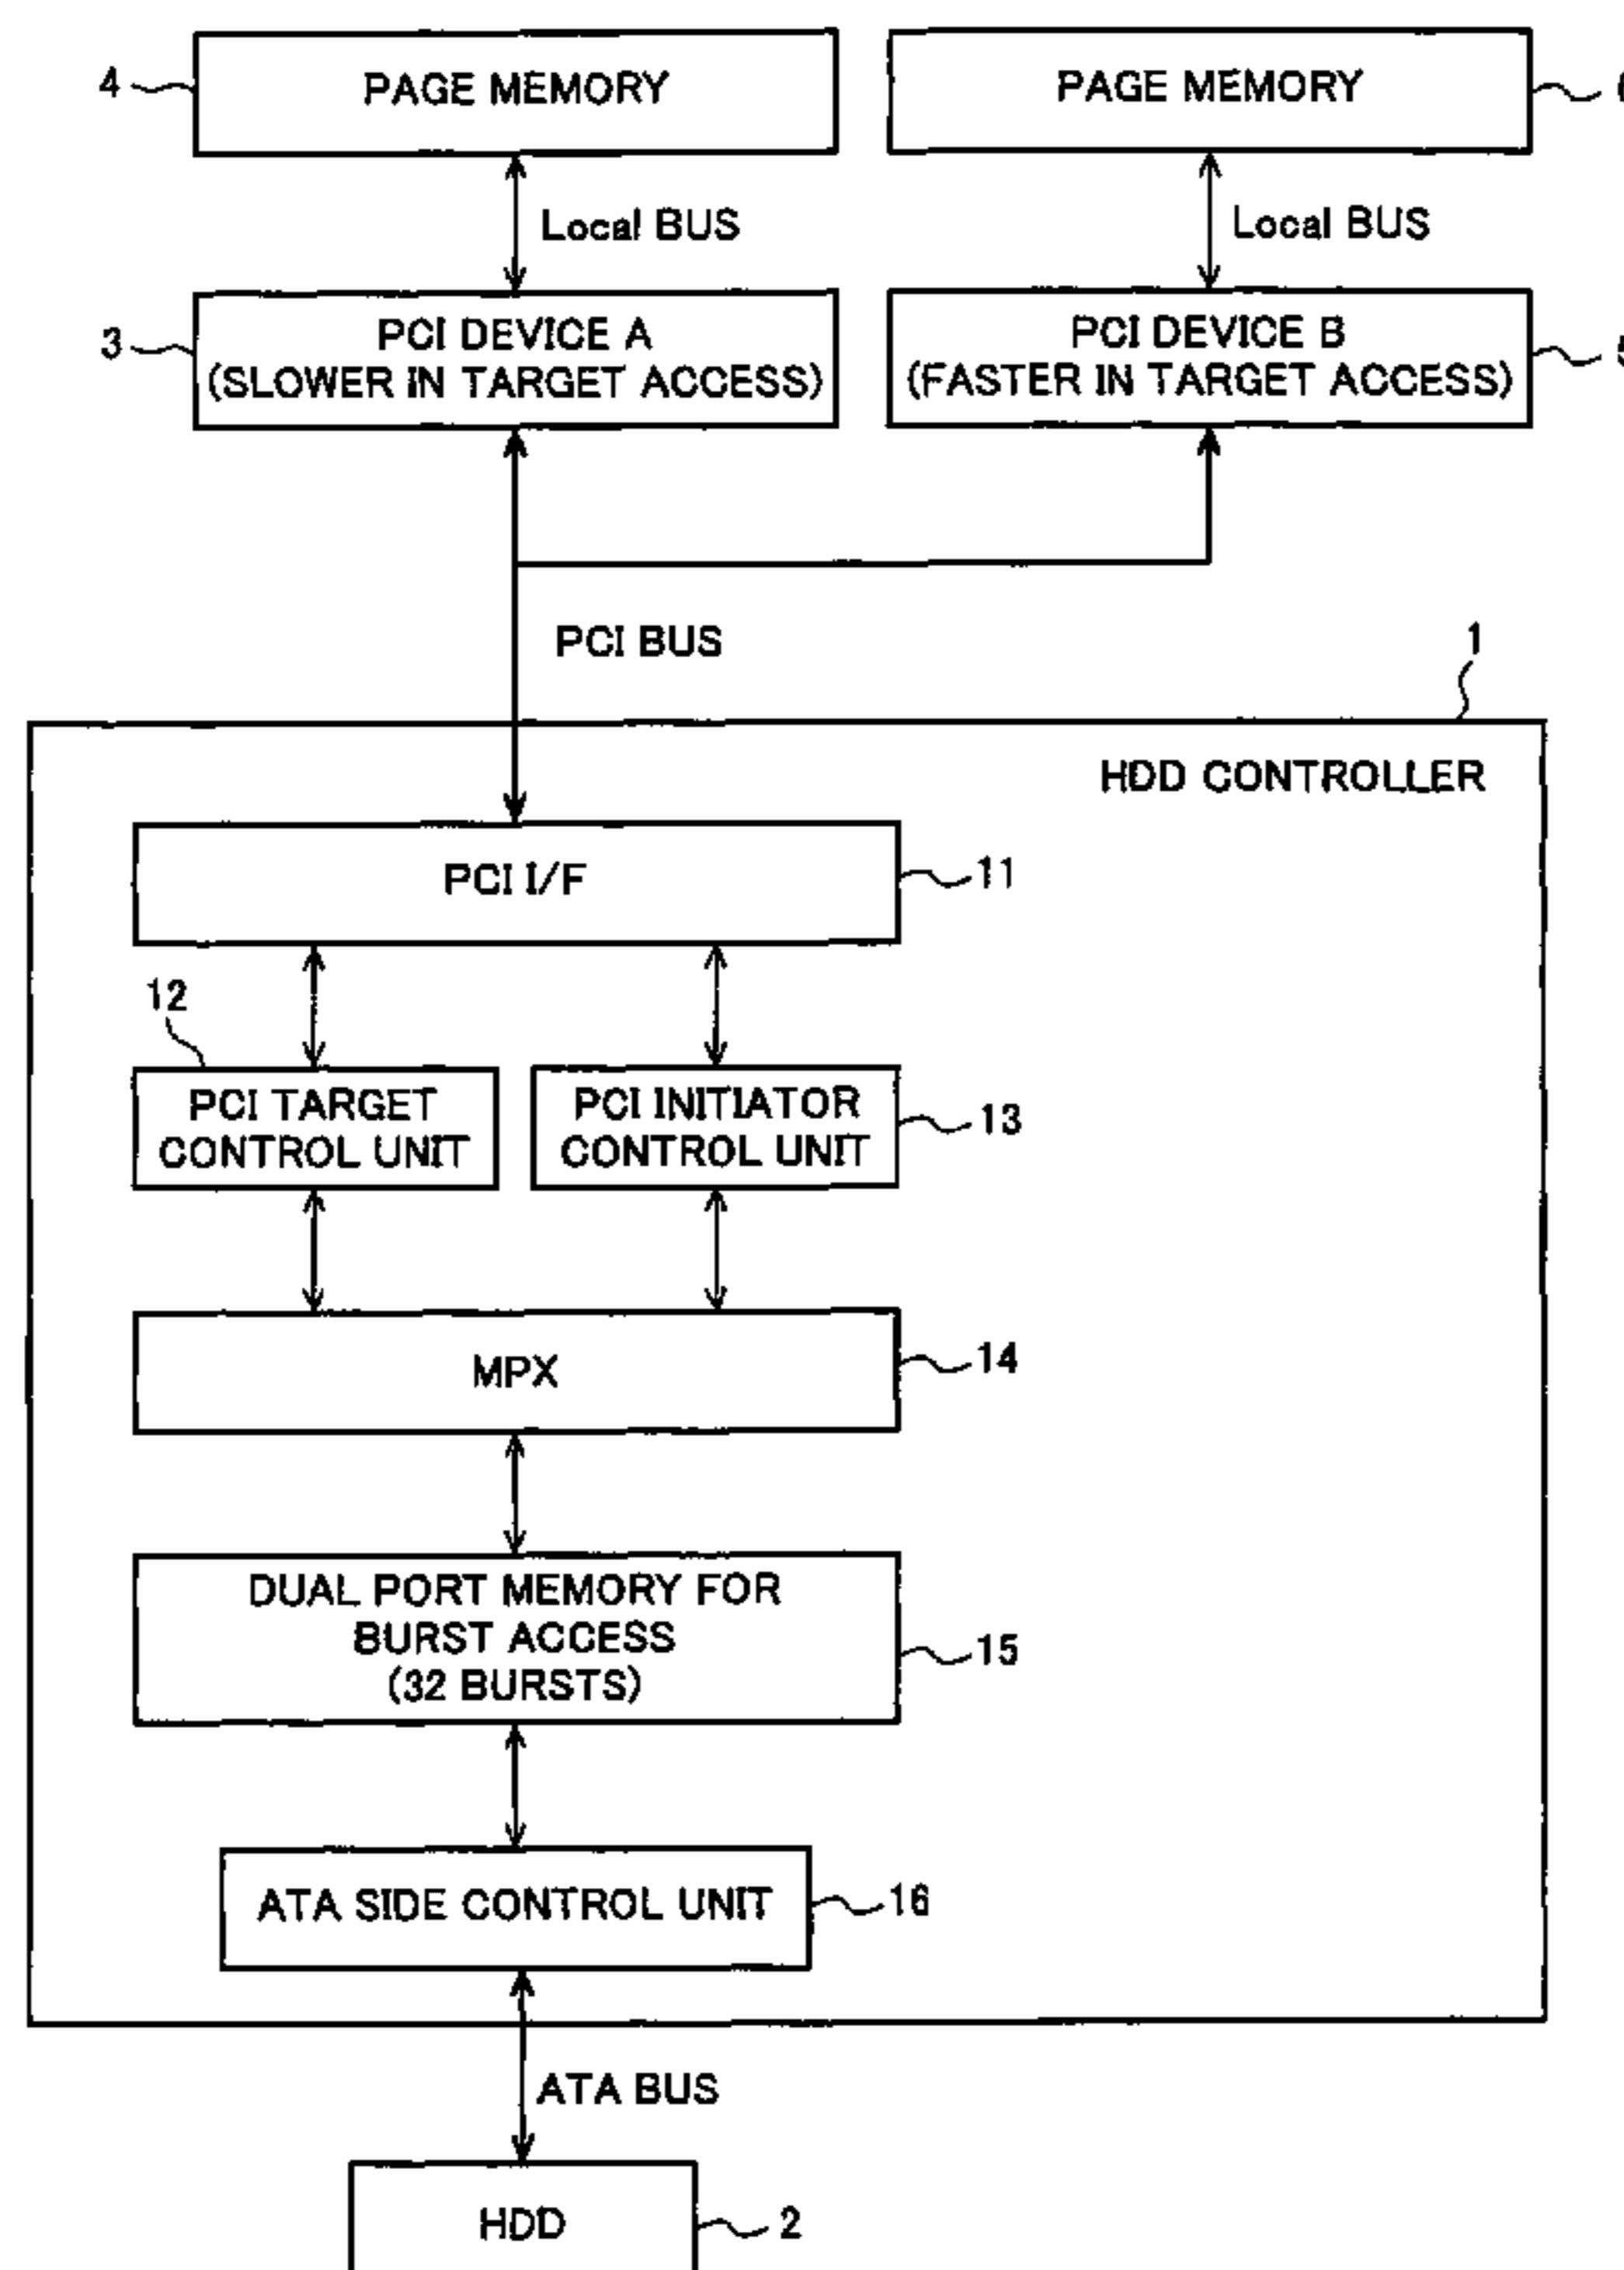 4
PAGE MEMORY
PAGE MEMORY
Local BUS
Local BUS
3
PCI DEVICE A
(SLOWER IN TARGET ACCESS)
PCI DEVICE B
(FASTER IN TARGET ACCESS)
PCI BUS
1
HDD CONTROLLER
PCI I/F
11
12
PCI TARGET
CONTROL UNIT
PCI INITIATOR
CONTROL UNIT
13
MPX
14
DUAL PORT MEMORY FOR
BURST ACCESS
(32 BURSTS)
15
ATA SIDE CONTROL UNIT
16
ATA BUS
HDD
2